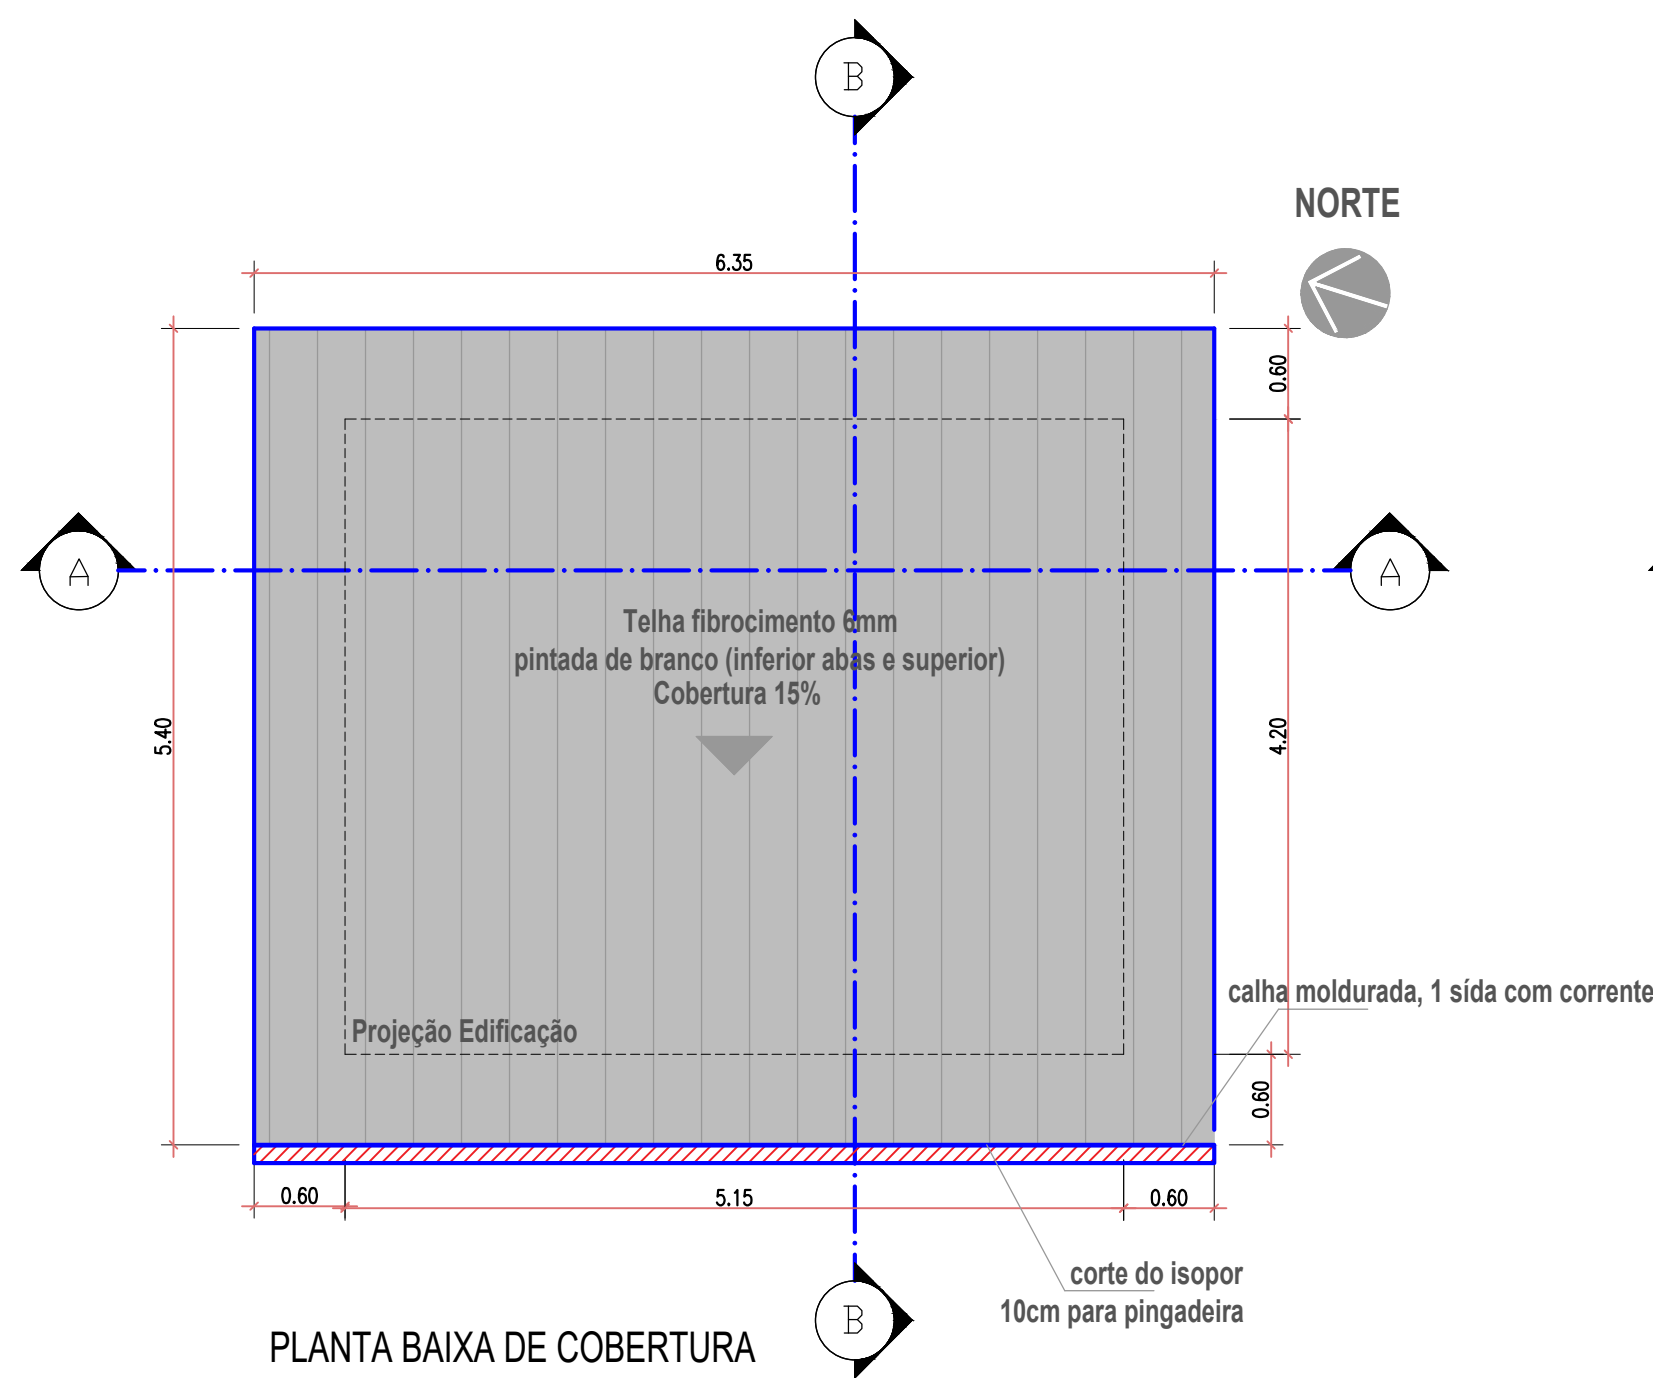 B
NORTE
6.35
0.60
A
A
Telha fibrocimento 6mm
pintada de branco (inferior abas e superior)
Cobertura 15%
5.40
4.20
calha moldurada, 1 sída com corrente
Projeção Edificação
0.60
0.60
5.15
0.60
corte do isopor
10cm para pingadeira
B
PLANTA BAIXA DE COBERTURA